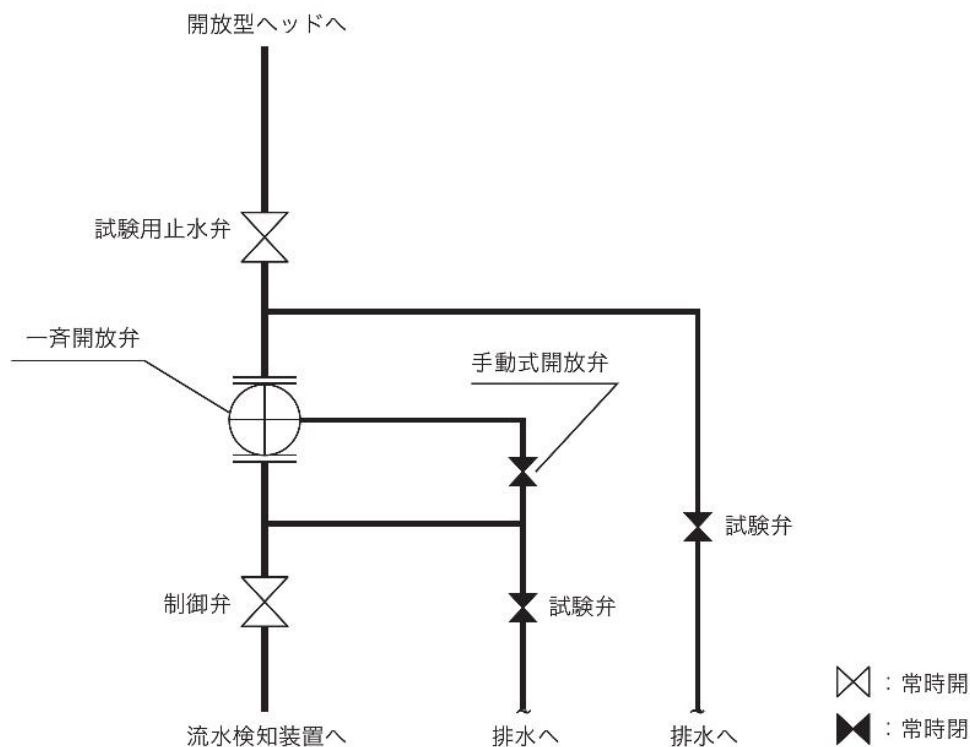 開放型ヘッドへ
試験用止水弁
一斉開放弁
手動式開放弁
試験弁
制御弁
試験弁
流水検知装置へ
排水へ
排水へ
：常時開
：常時閉